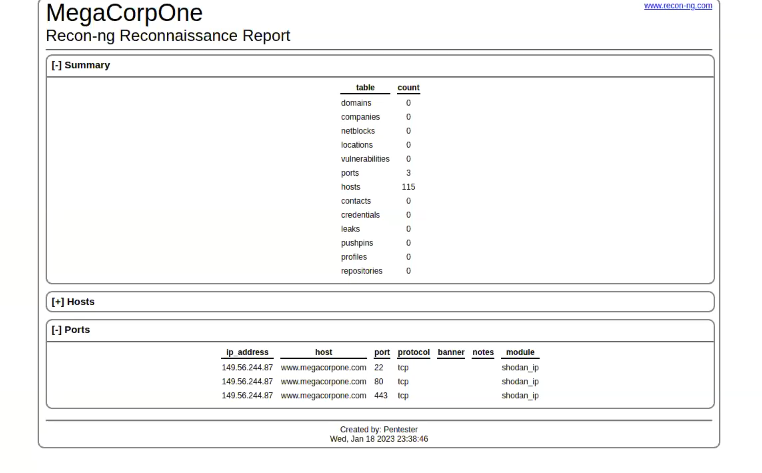 MegaCorpOne
www.recon-ng.com
Recon-ng Reconnaissance Report
[-] Summary
table count
domains 0
companies 0
netblocks 0
locations 0
vulnerabilities 0
ports 3
hosts 115
contacts 0
credentials 0
leaks 0
pushpins 0
profiles 0
repositories 0
[+] Hosts
[-] Ports
ip_address host port protocol banner notes module
149.56.244.87 www.megacorpone.com 22 tcp shodan_ip
149.56.244.87 www.megacorpone.com 80 tcp shodan_ip
149.56.244.87 www.megacorpone.com 443 tcp shodan_ip
Created by: Pentester
Wed, Jan 18 2023 23:38:46